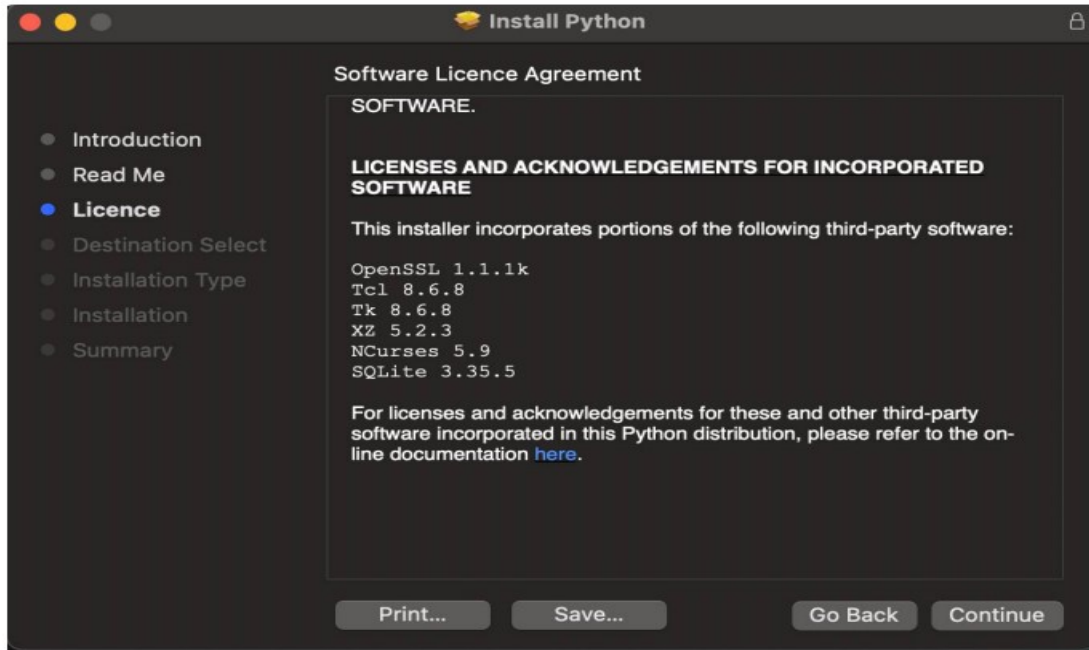 Install Python
Software Licence Agreement
Introduction
Read Me
Licence
Destination Select
Installation Type
Installation
Summary
SOFTWARE.
LICENSES AND ACKNOWLEDGEMENTS FOR INCORPORATED
SOFTWARE
This installer incorporates portions of the following third-party software:
OpenSSL 1.1.1k
Tcl 8.6.8
Tk 8.6.8
XZ 5.2.3
NCurses 5.9
SQLite 3.35.5
For licenses and acknowledgements for these and other third-party
software incorporated in this Python distribution, please refer to the on-
line documentation here.
Print...
Save...
Go Back
Continue